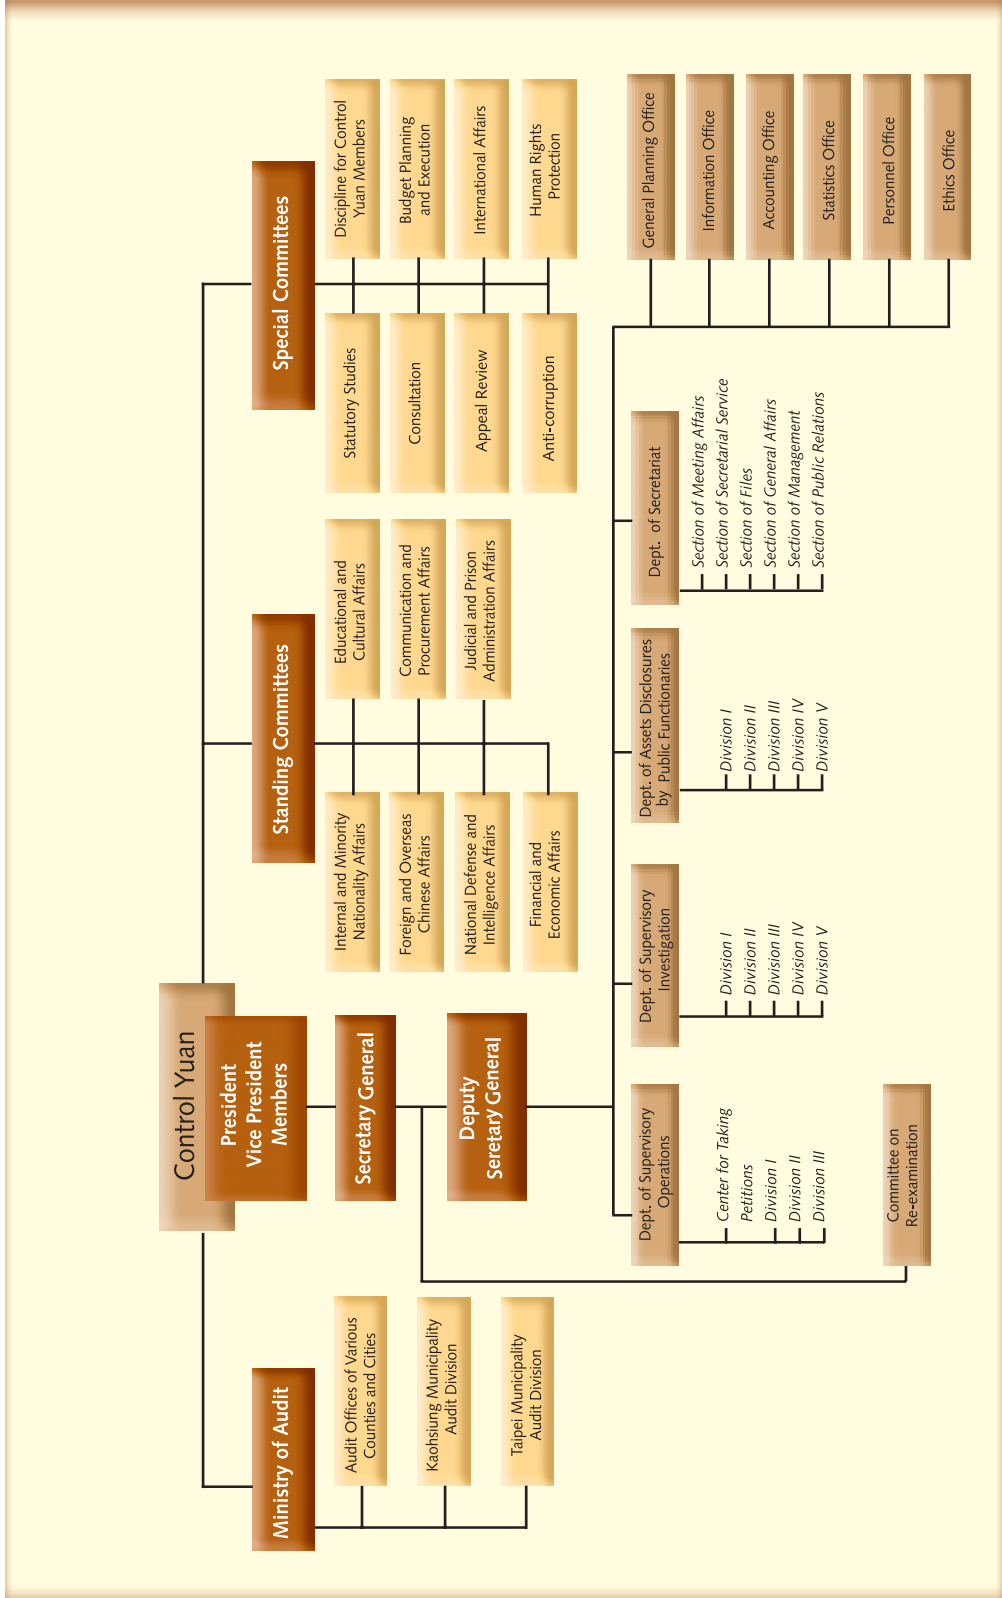 Control Yuan
President
Vice President
Members
Ministry of Audit
Audit Offices of Various
Counties and Cities
Kaohsiung Municipality
Audit Division
Taipei Municipality
Audit Division
Secretary General
Deputy
Seretary General
Standing Committees
Internal and Minority
Nationality Affairs
Educational and
Cultural Affairs
Foreign and Overseas
Chinese Affairs
Communication and
Procurement Affairs
National Defense and
Intelligence Affairs
Judicial and Prison
Administration Affairs
Financial and
Economic Affairs
Special Committees
Statutory Studies
Discipline for Control
Yuan Members
Consultation
Budget Planning
and Execution
Appeal Review
International Affairs
Anti-corruption
Human Rights
Protection
Dept. of Supervisory
Operations
Center for Taking
Petitions
Division I
Division II
Division III
Dept. of Supervisory
Investigation
Division I
Division II
Division III
Division IV
Division V
Dept. of Assets Disclosures
by Public Functionaries
Division I
Division II
Division III
Division IV
Division V
Dept. of Secretariat
Section of Meeting Affairs
Section of Secretarial Service
Section of Files
Section of General Affairs
Section of Management
Section of Public Relations
General Planning Office
Information Office
Accounting Office
Statistics Office
Personnel Office
Ethics Office
Committee on
Re-examination